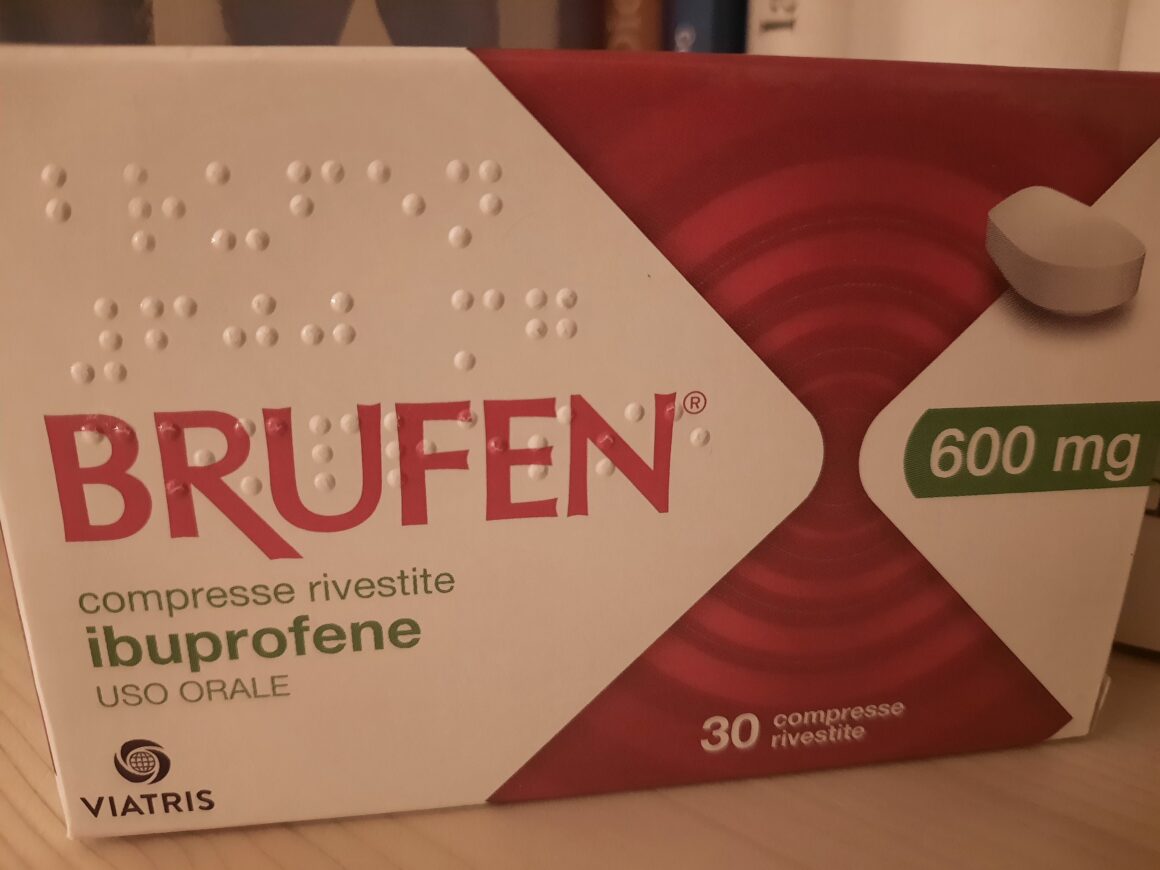 ⠃⠗⠥⠋⠑⠝
⠼⠋⠚⠚ ⠍⠛
⠉⠕⠍⠏⠗⠑⠎⠎⠑
BRUFEN®
600 mg
compresse rivestite
ibuprofene
USO ORALE
30 compresse
rivestite
VIATRIS